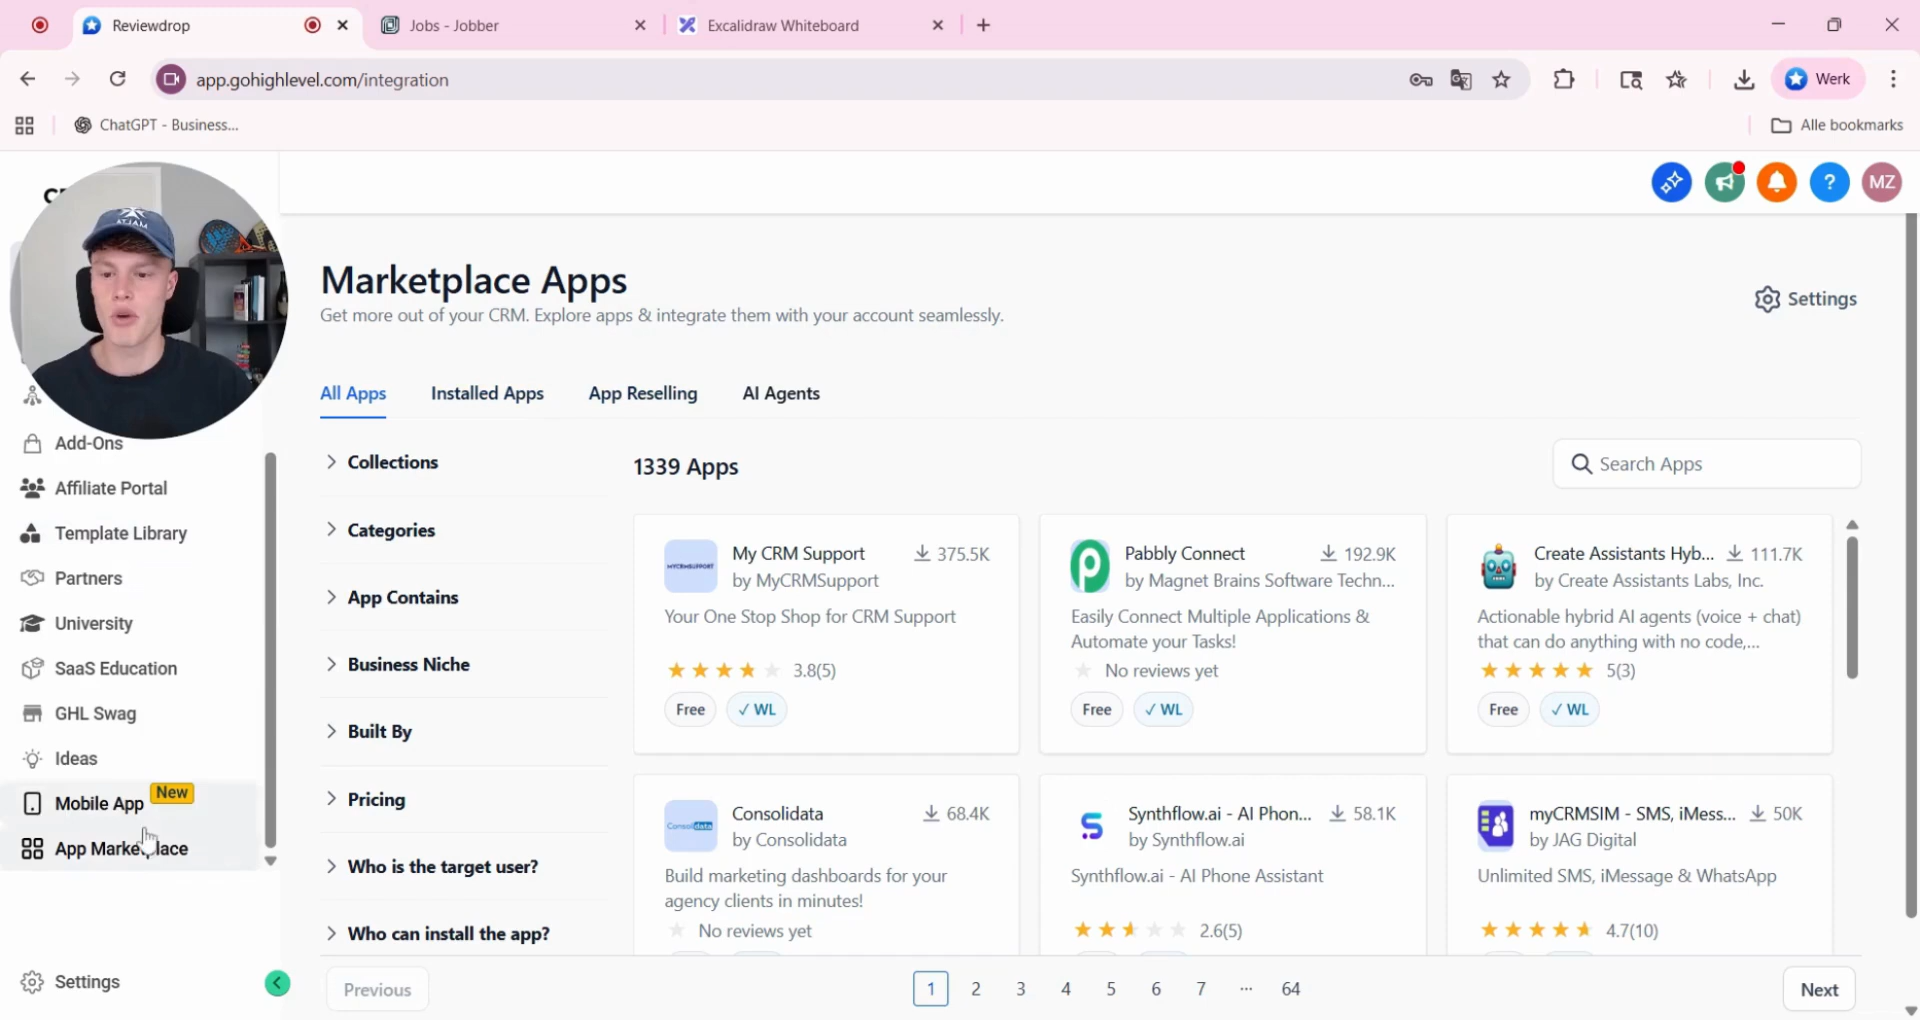 Reviewdrop
Jobs - Jobber
Excalidraw Whiteboard
app.gohighlevel.com/integration
Werk
ChatGPT - Business...
Alle bookmarks
MZ
Marketplace Apps
Get more out of your CRM. Explore apps & integrate them with your account seamlessly.
Settings
All Apps
Installed Apps
App Reselling
AI Agents
Add-Ons
Affiliate Portal
Template Library
Partners
University
SaaS Education
GHL Swag
Ideas
Mobile App
New
App Marketplace
Settings
Collections
Categories
App Contains
Business Niche
Built By
Pricing
Who is the target user?
Who can install the app?
1339 Apps
Search Apps
MYCRMSUPPORT
My CRM Support
375.5K
by MyCRMSupport
Your One Stop Shop for CRM Support
3.8(5)
Free
✓ WL
Pabbly Connect
192.9K
by Magnet Brains Software Techn...
Easily Connect Multiple Applications &
Automate your Tasks!
No reviews yet
Free
✓ WL
Create Assistants Hyb...
111.7K
by Create Assistants Labs, Inc.
Actionable hybrid AI agents (voice + chat)
that can do anything with no code,...
5(3)
Free
✓ WL
Consolidata
Consolidata
68.4K
by Consolidata
Build marketing dashboards for your
agency clients in minutes!
No reviews yet
Synthflow.ai - AI Phon...
58.1K
by Synthflow.ai
Synthflow.ai - AI Phone Assistant
2.6(5)
myCRMSIM - SMS, iMess...
50K
by JAG Digital
Unlimited SMS, iMessage & WhatsApp
4.7(10)
Previous
1
2
3
4
5
6
7
...
64
Next